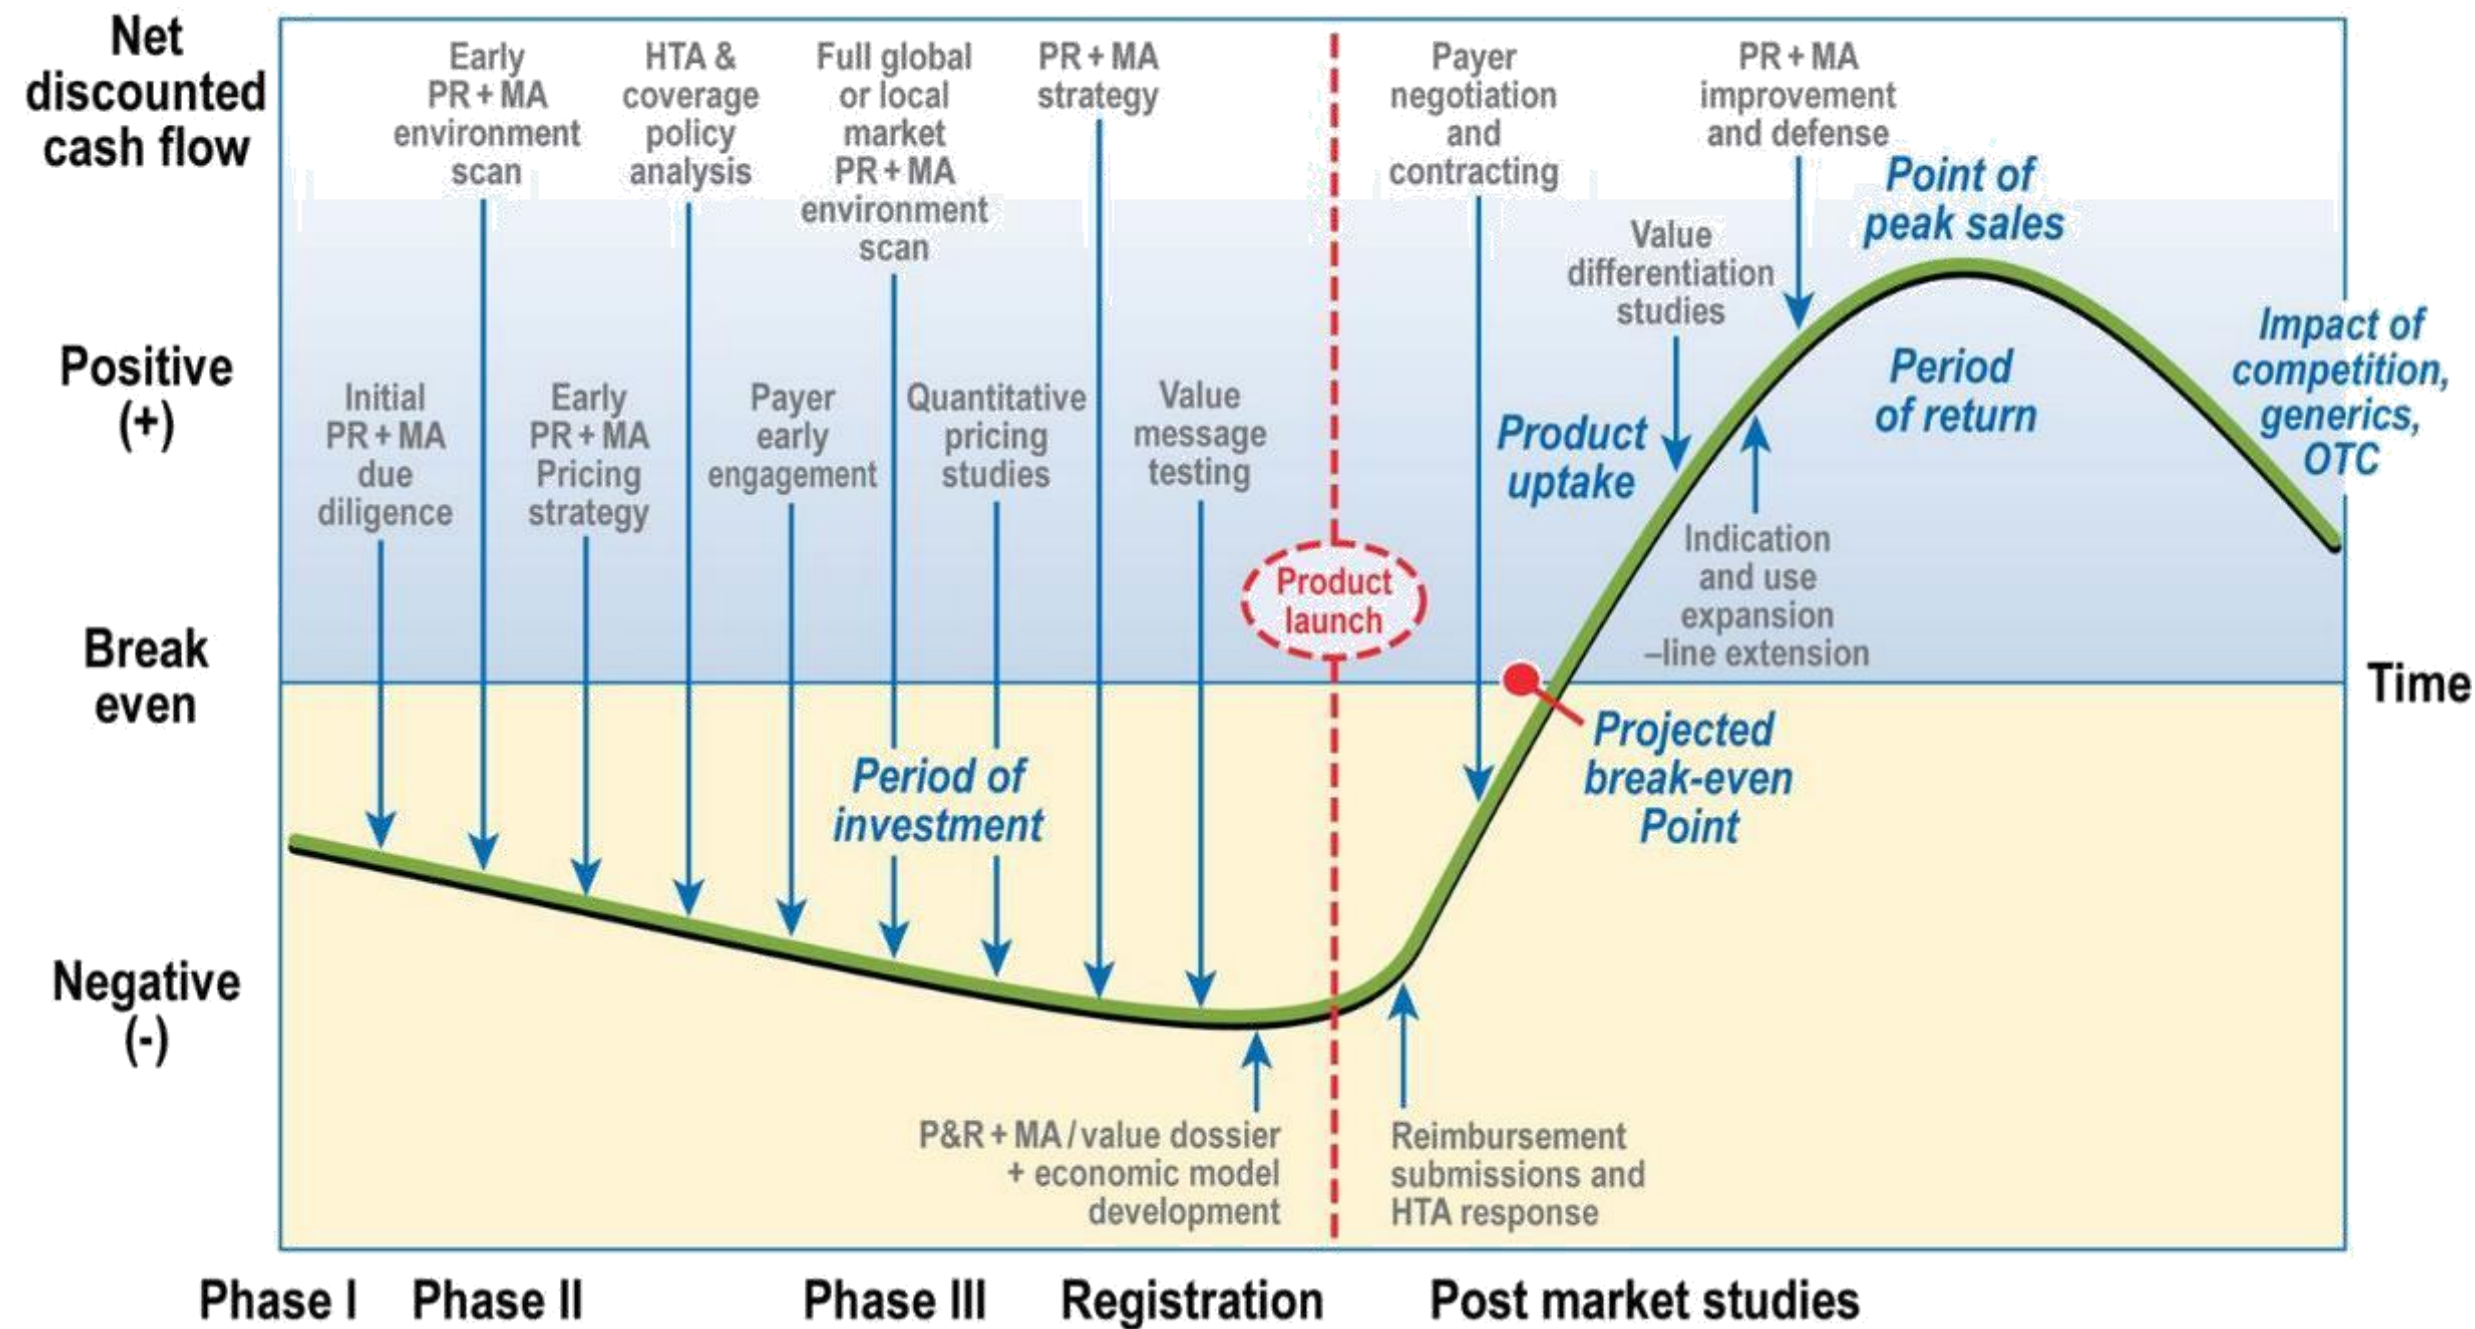 Net
discounted
cash flow
Positive
(+)
Break
even
Negative
(-)
Early
PR + MA
environment
scan
HTA &
coverage
policy
analysis
Full global
or local
market
PR + MA
environment
scan
PR + MA
strategy
Payer
negotiation
and
contracting
PR + MA
improvement
and defense
Point of
peak sales
Value
differentiation
studies
Initial
PR + MA
due
diligence
Early
PR + MA
Pricing
strategy
Payer
early
engagement
Quantitative
pricing
studies
Value
message
testing
Product
uptake
Period
of return
Impact of
competition,
generics,
OTC
Product
launch
Indication
and use
expansion
–line extension
Time
Period of
investment
Projected
break-even
Point
P&R + MA / value dossier
+ economic model
development
Reimbursement
submissions and
HTA response
Phase I
Phase II
Phase III
Registration
Post market studies